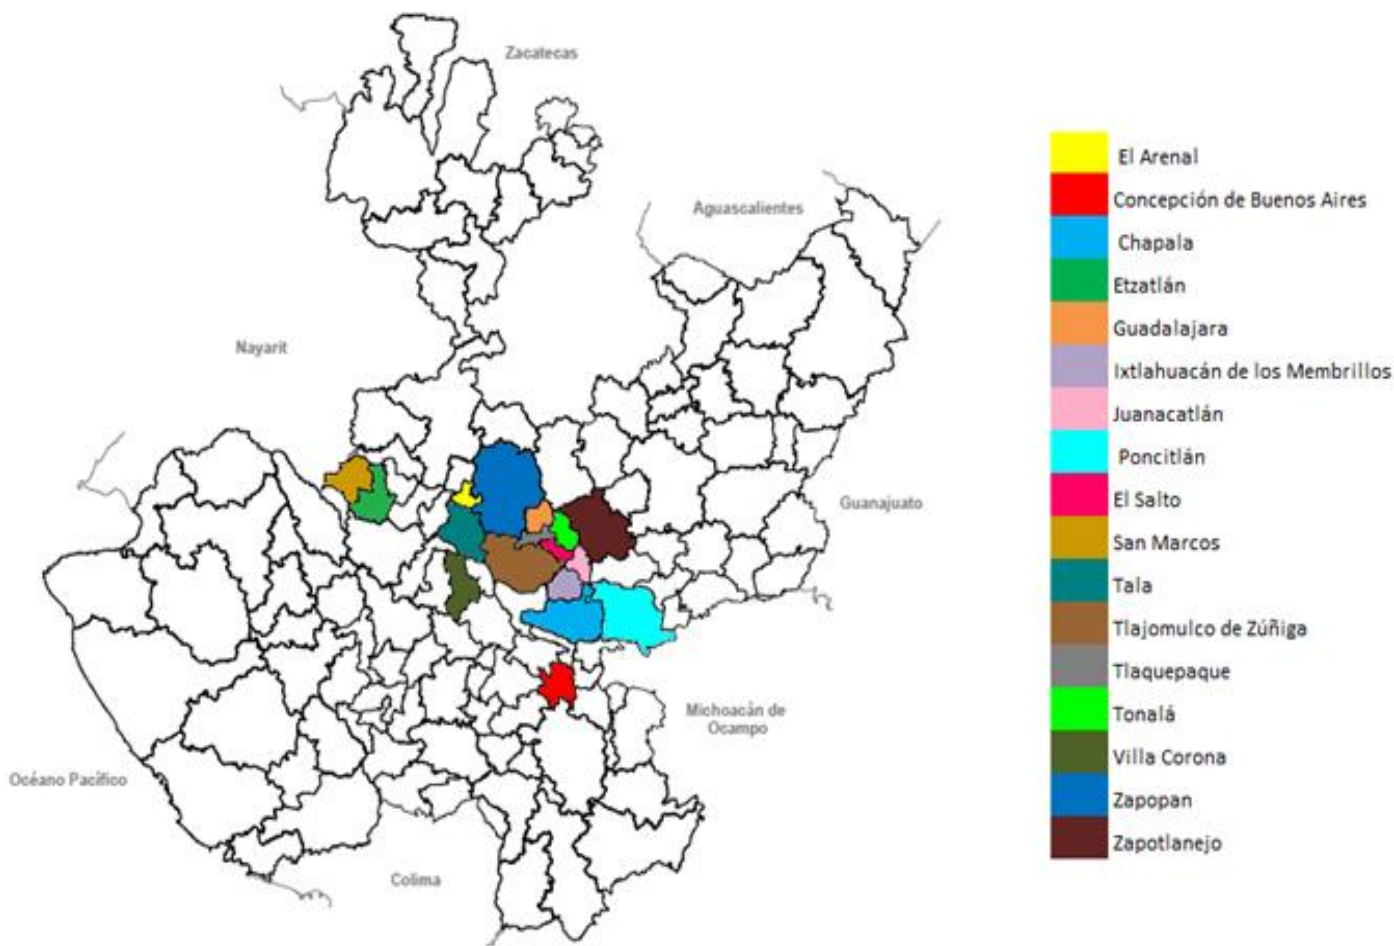 Zacatecas
Aguascalientes
Nayarit
Guanajuato
Michoacán de
Ocampo
Océano Pacífico
Colima
El Arenal
Concepción de Buenos Aires
Chapala
Etzatlán
Guadalajara
Ixtlahuacán de los Membrillos
Juanacatlán
Poncitlán
El Salto
San Marcos
Tala
Tlajomulco de Zúñiga
Tlaquepaque
Tonalá
Villa Corona
Zapopan
Zapotlanejo